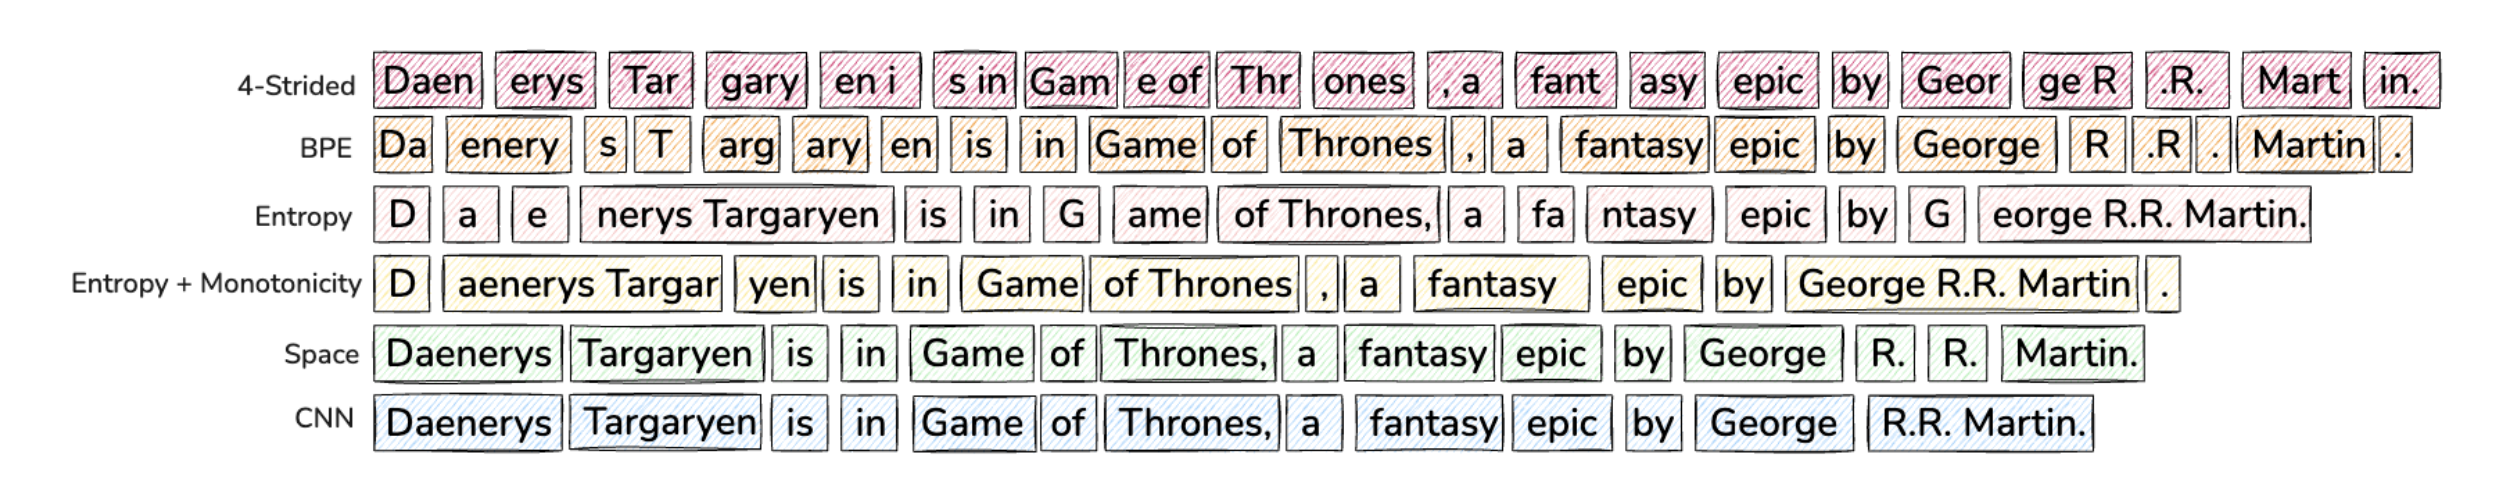 4-Strided Daen erys Tar gary en i s in Gam e of Thr ones , a fant asy epic by Geor ge R .R. Mart in.
BPE Da enery s T arg ary en is in Game of Thrones , a fantasy epic by George R .R . Martin .
Entropy D a e nerys Targaryen is in G ame of Thrones, a fa ntasy epic by G eorge R.R. Martin.
Entropy + Monotonicity D aenerys Targar yen is in Game of Thrones , a fantasy epic by George R.R. Martin .
Space Daenerys Targaryen is in Game of Thrones, a fantasy epic by George R. R. Martin.
CNN Daenerys Targaryen is in Game of Thrones, a fantasy epic by George R.R. Martin.